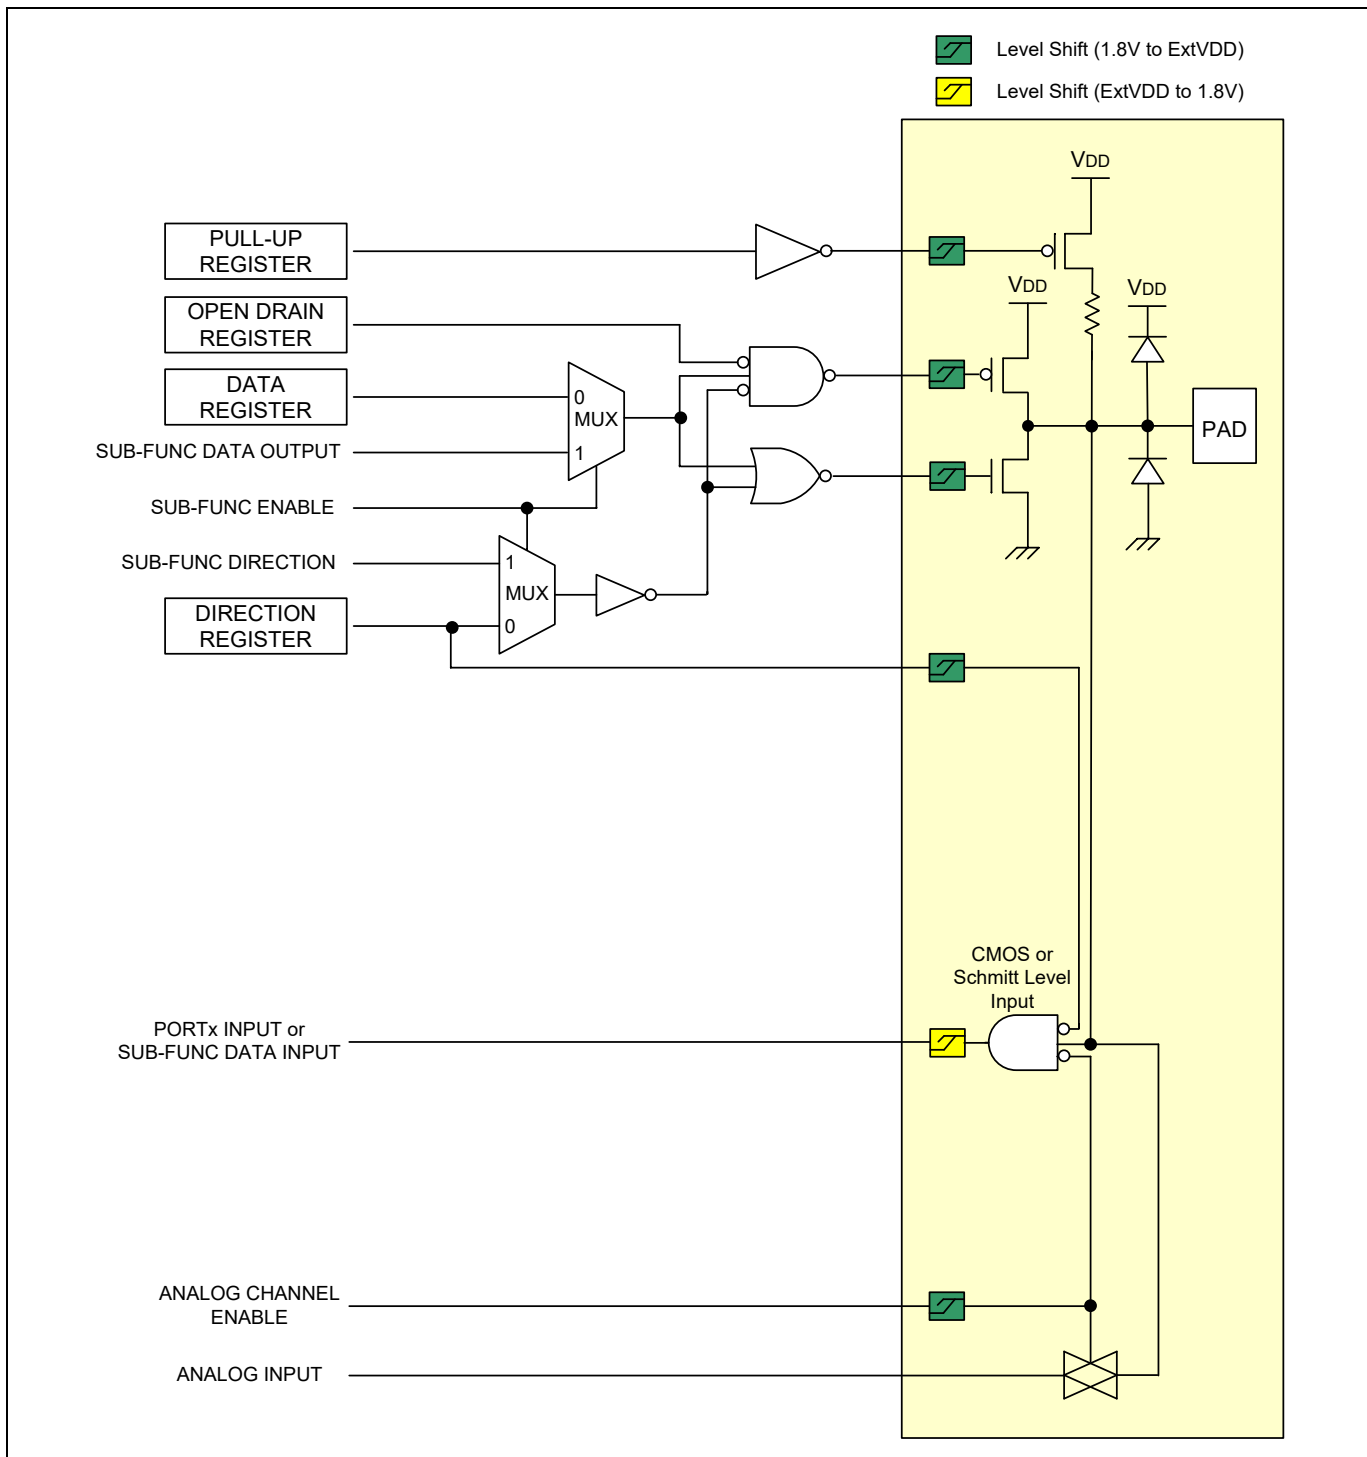 Level Shift (1.8V to ExtVDD)
Level Shift (ExtVDD to 1.8V)
VDD
PULL-UP
REGISTER
VDD
VDD
OPEN DRAIN
REGISTER
DATA
REGISTER
0
MUX
1
PAD
SUB-FUNC DATA OUTPUT
SUB-FUNC ENABLE
SUB-FUNC DIRECTION
1
MUX
0
DIRECTION
REGISTER
CMOS or
Schmitt Level
Input
PORTx INPUT or
SUB-FUNC DATA INPUT
ANALOG CHANNEL
ENABLE
ANALOG INPUT